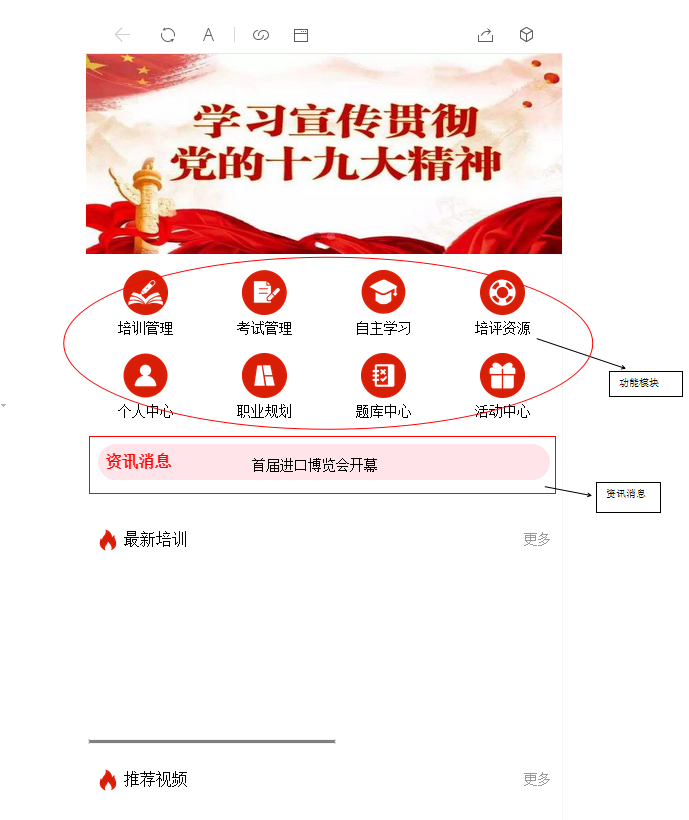 A
学习宣传贯彻
党的十九大精神
培训管理
考试管理
自主学习
培评资源
功能模块
个人中心
职业规划
题库中心
活动中心
资讯消息
首届进口博览会开幕
资讯消息
最新培训
更多
推荐视频
更多